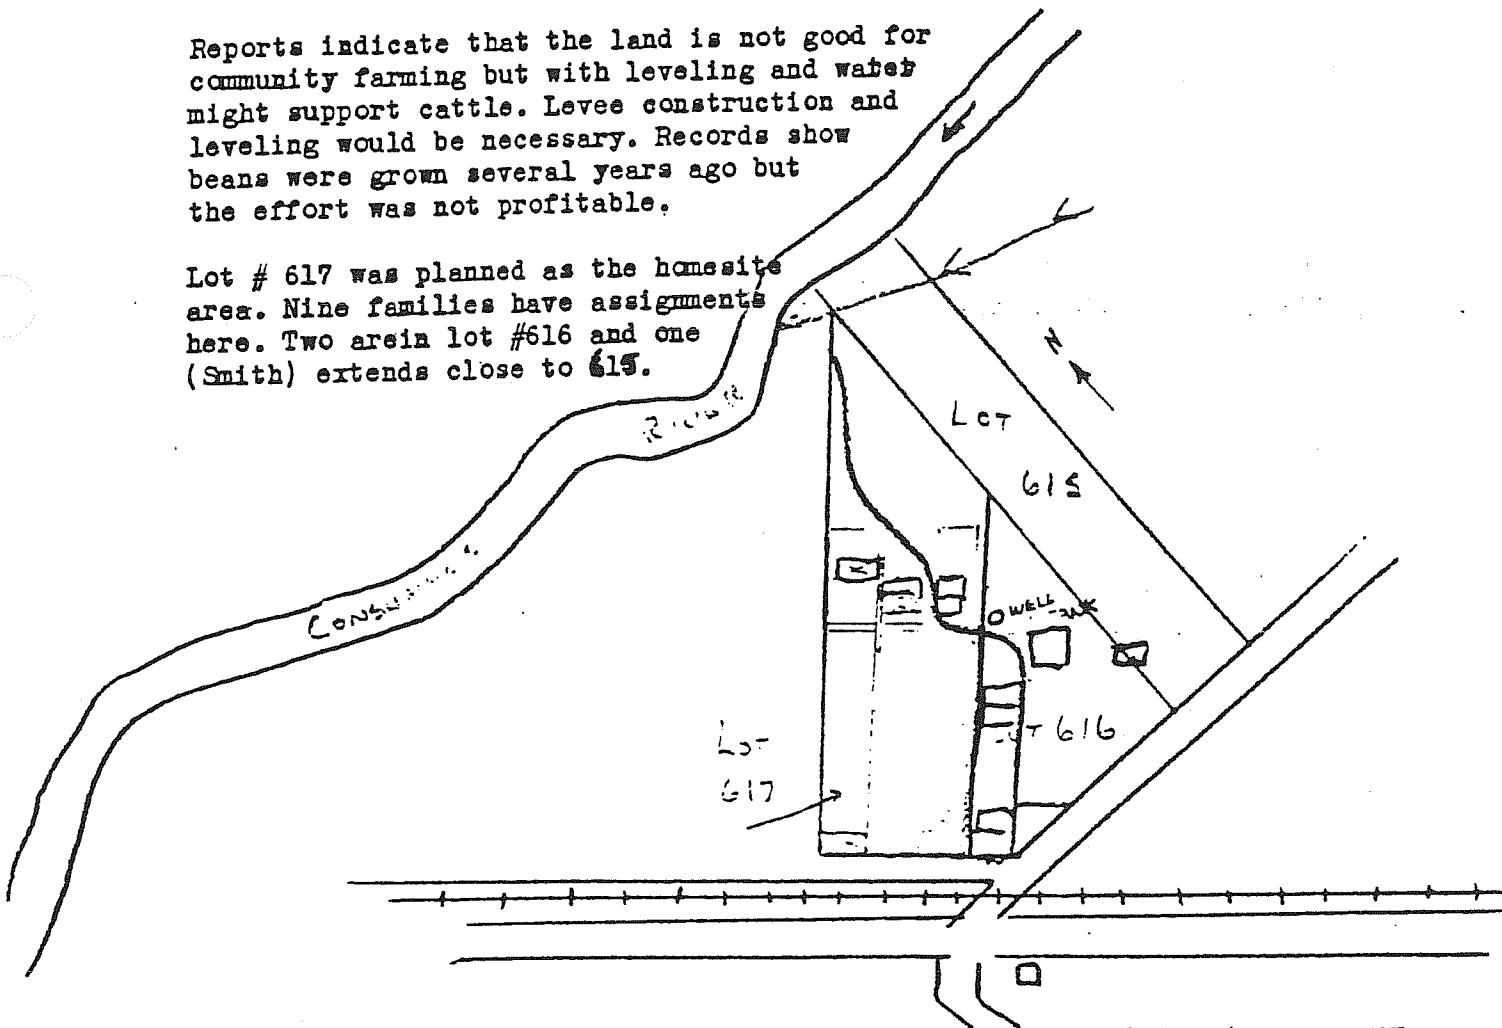 Reports indicate that the land is not good for
community farming but with leveling and water
might support cattle. Levee construction and
leveling would be necessary. Records show
beans were grown several years ago but
the effort was not profitable.
Lot # 617 was planned as the homesite
area. Nine families have assignments
here. Two arein lot #616 and one
(Smith) extends close to 615.
N
LOT
615
WELL
616
LOT
617